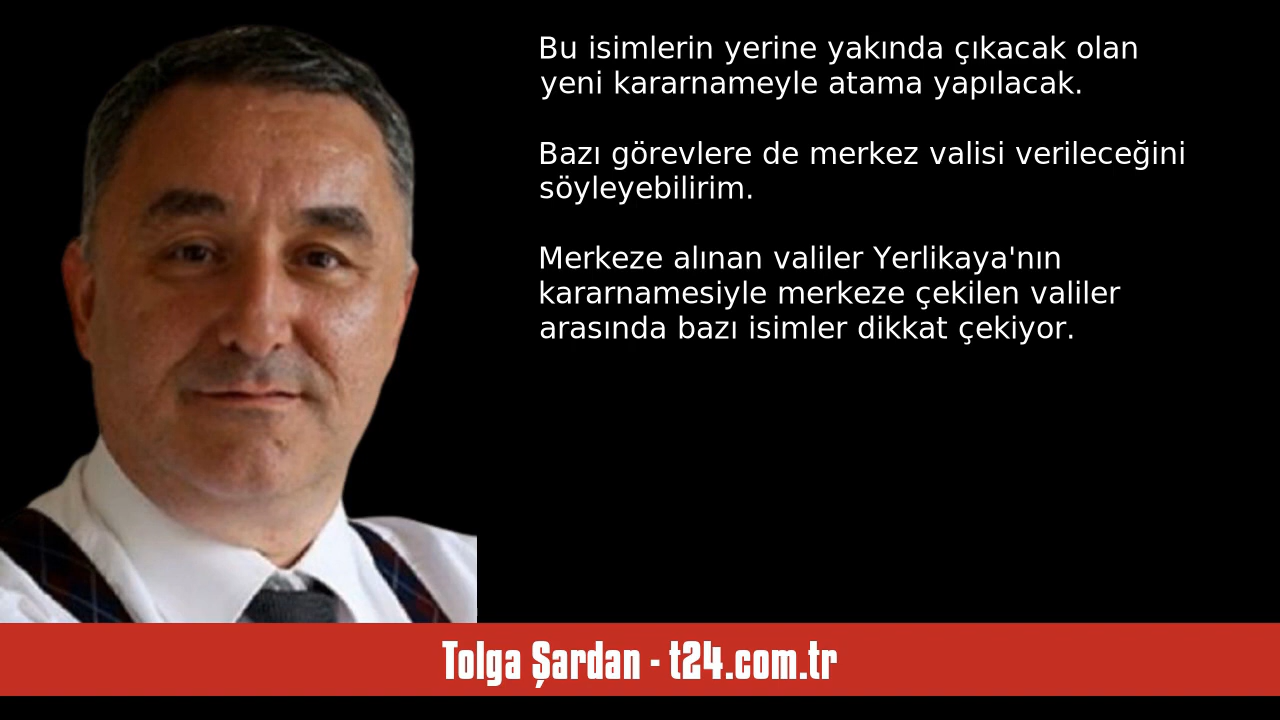 Bu isimlerin yerine yakında çıkacak olan
yeni kararnameyle atama yapılacak.
Bazı görevlere de merkez valisi verileceğini
söyleyebilirim.
Merkeze alınan valiler Yerlikaya'nın
kararnamesiyle merkeze çekilen valiler
arasında bazı isimler dikkat çekiyor.
Tolga Şardan - t24.com.tr